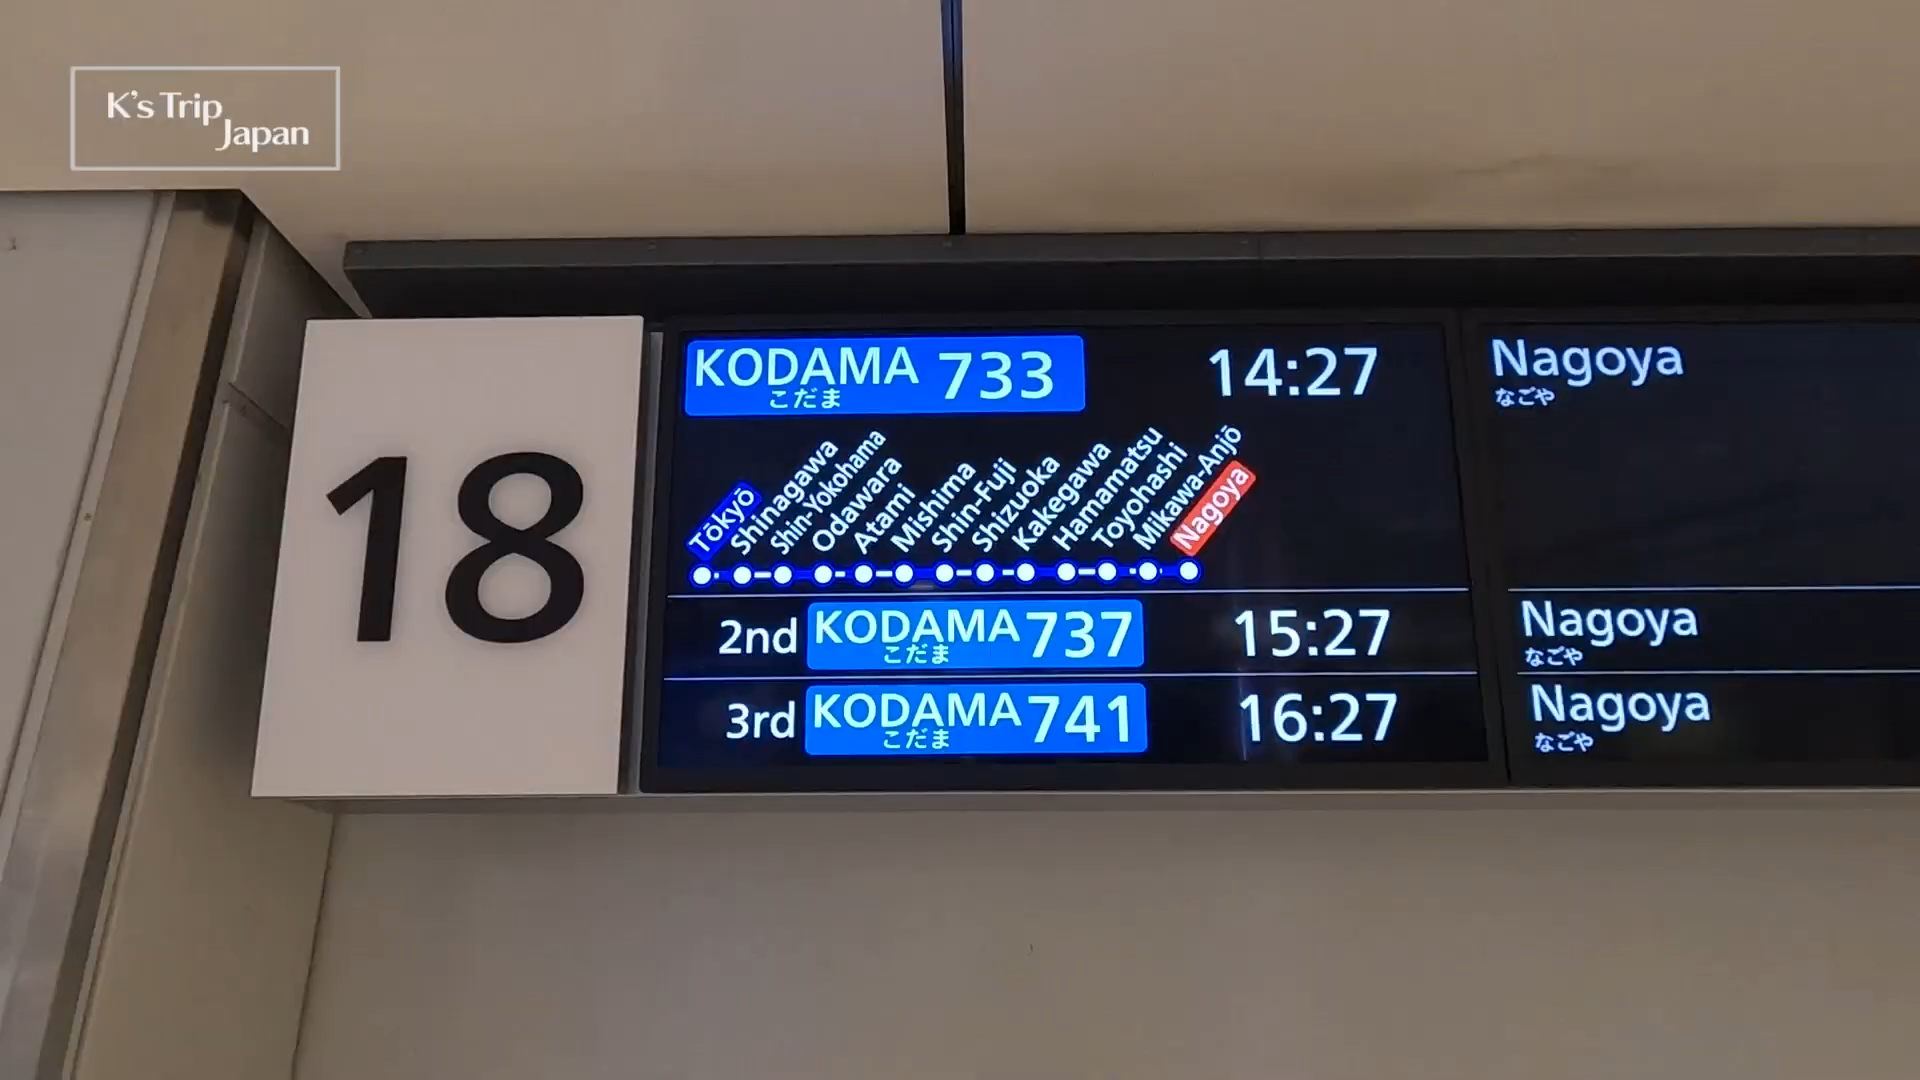 K's Trip
Japan
18
KODAMA 733 14:27 Nagoya
こだま なごや
Tōkyō
Shinagawa
Shin-Yokohama
Odawara
Atami
Mishima
Shin-Fuji
Shizuoka
Kakegawa
Hamamatsu
Toyohashi
Mikawa-Anjō
Nagoya
2nd KODAMA 737 15:27 Nagoya
こだま なごや
3rd KODAMA 741 16:27 Nagoya
こだま なごや